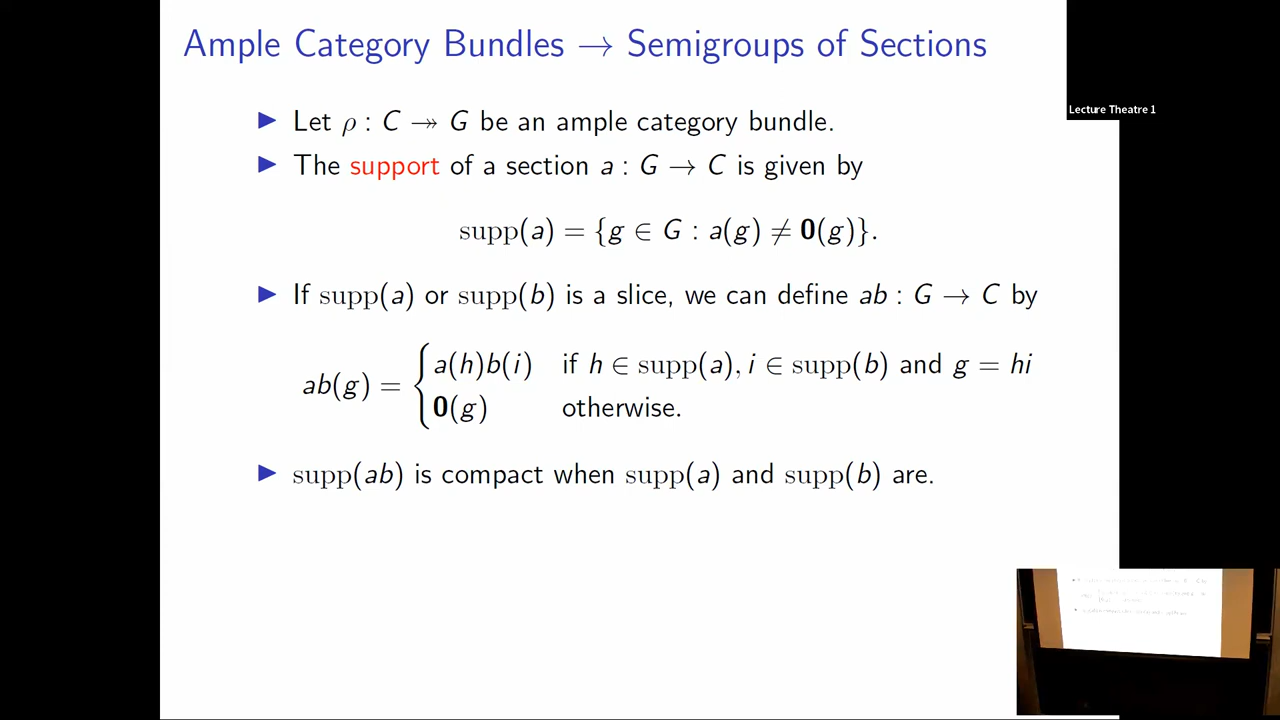 Ample Category Bundles → Semigroups of Sections
Lecture Theatre 1
▶ Let ρ : C ↠ G be an ample category bundle.
▶ The support of a section a : G → C is given by
supp(a) = {g ∈ G : a(g) ≠ 𝟎(g)}.
▶ If supp(a) or supp(b) is a slice, we can define ab : G → C by
ab(g) = { a(h)b(i) if h ∈ supp(a), i ∈ supp(b) and g = hi
𝟎(g) otherwise.
▶ supp(ab) is compact when supp(a) and supp(b) are.